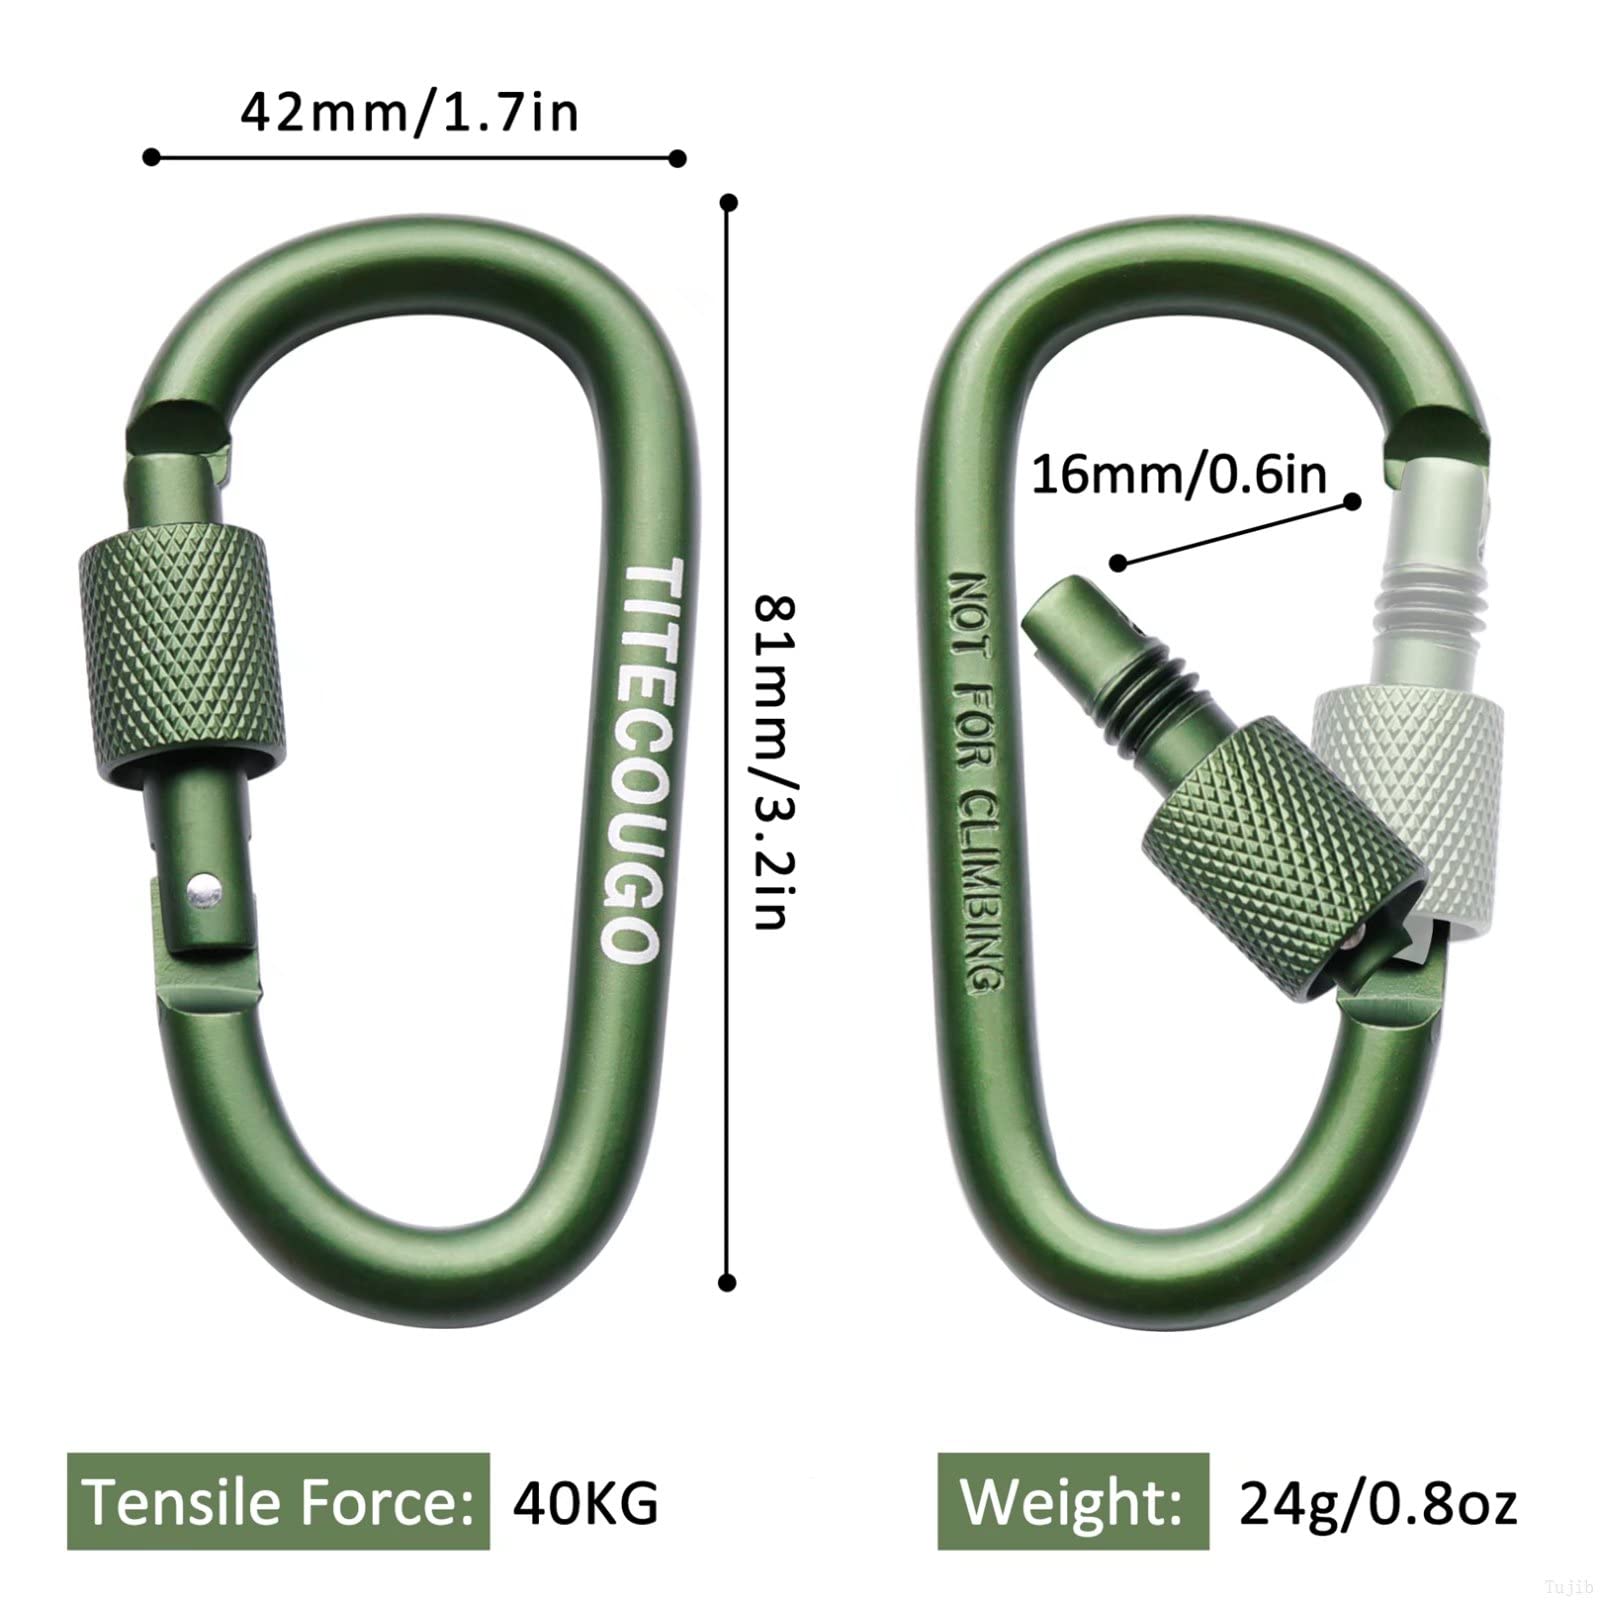 42mm/1.7in
81mm/3.2in
TITECOUGO
16mm/0.6in
NOT FOR CLIMBING
Tensile Force: 40KG
Weight: 24g/0.8oz
Tujib